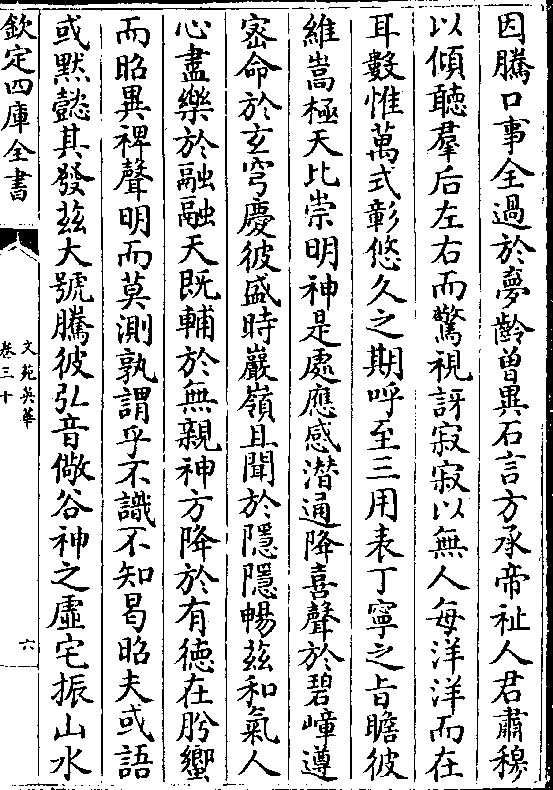 因騰口事全過於夢齡曽異石言方承帝祉人君肅穆
以傾聽羣后左右而驚視訝寂寂以無人每洋洋而在
耳數惟萬式彰悠久之期呼至三用表丁寧之旨瞻彼
維嵩極天比崇明神是處應感潜通降喜聲於碧嶂遵
宻命於玄穹慶彼盛時巖嶺且聞於隱隱暢兹和氣人
心盡樂於融融天既輔於無親神方降於有徳在肹蠁
而昭異禆聲明而莫測孰謂乎不識不知曷昭夫或語
或黙懿其發兹大號騰彼弘音儆谷神之虛宅振山水
欽定四庫全書
文苑英華
卷三十
六